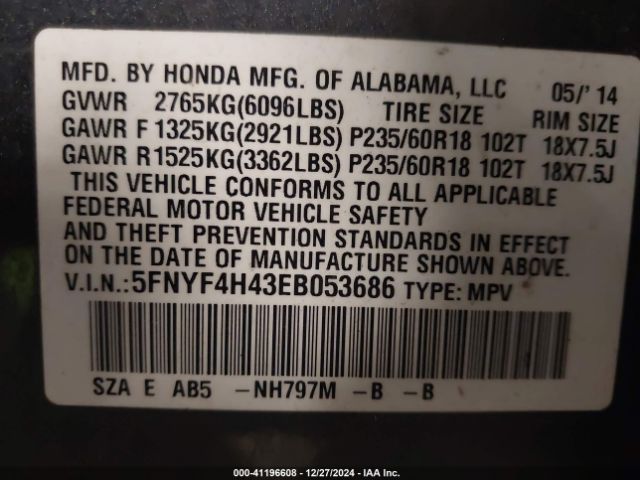 MFD. BY HONDA MFG. OF ALABAMA, LLC 05/'14
GVWR 2765KG(6096LBS) TIRE SIZE RIM SIZE
GAWR F 1325KG(2921LBS) P235/60R18 102T 18X7.5J
GAWR R 1525KG(3362LBS) P235/60R18 102T 18X7.5J
THIS VEHICLE CONFORMS TO ALL APPLICABLE
FEDERAL MOTOR VEHICLE SAFETY
AND THEFT PREVENTION STANDARDS IN EFFECT
ON THE DATE OF MANUFACTURE SHOWN ABOVE.
V.I.N.:5FNYF4H43EB053686 TYPE: MPV
SZA E AB5 -NH797M -B -B
000-41196608 - 12/27/2024 - IAA Inc.